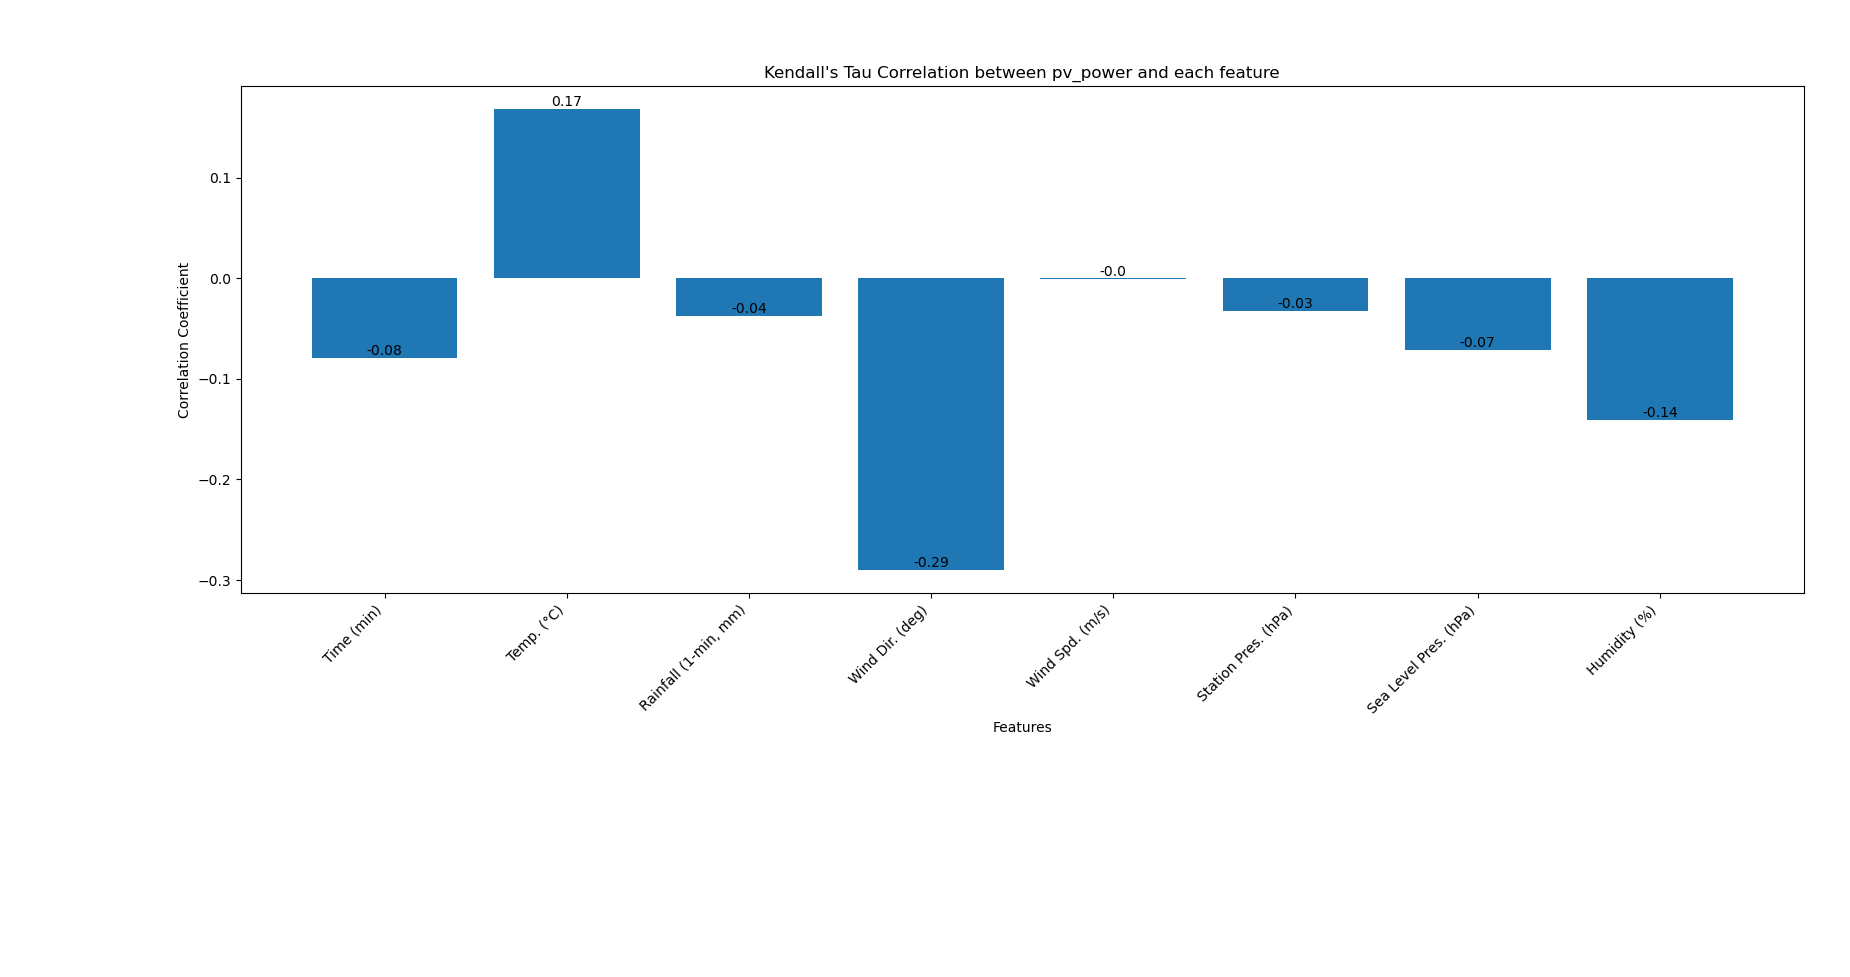 Kendall's Tau Correlation between pv_power and each feature
Correlation Coefficient
0.1
0.0
−0.1
−0.2
−0.3
-0.08
0.17
-0.04
-0.29
-0.0
-0.03
-0.07
-0.14
Time (min)
Temp. (°C)
Rainfall (1-min, mm)
Wind Dir. (deg)
Wind Spd. (m/s)
Station Pres. (hPa)
Sea Level Pres. (hPa)
Humidity (%)
Features